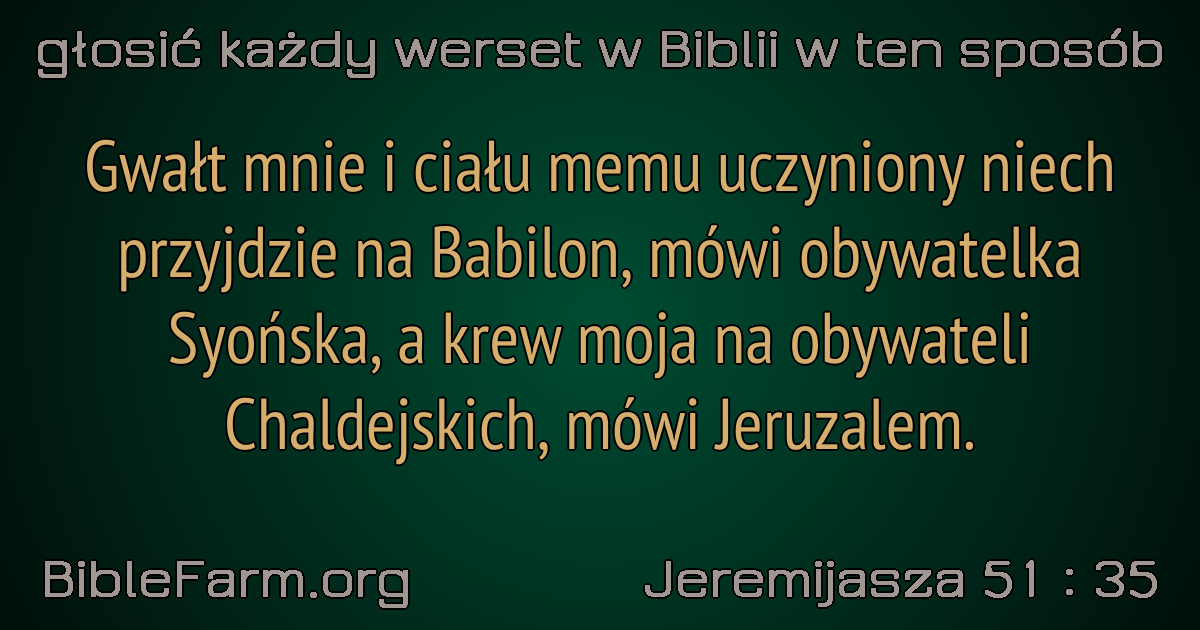 głosić każdy werset w Biblii w ten sposób
Gwałt mnie i ciału memu uczyniony niech
przyjdzie na Babilon, mówi obywatelka
Syońska, a krew moja na obywateli
Chaldejskich, mówi Jeruzalem.
BibleFarm.org
Jeremijasza 51 : 35